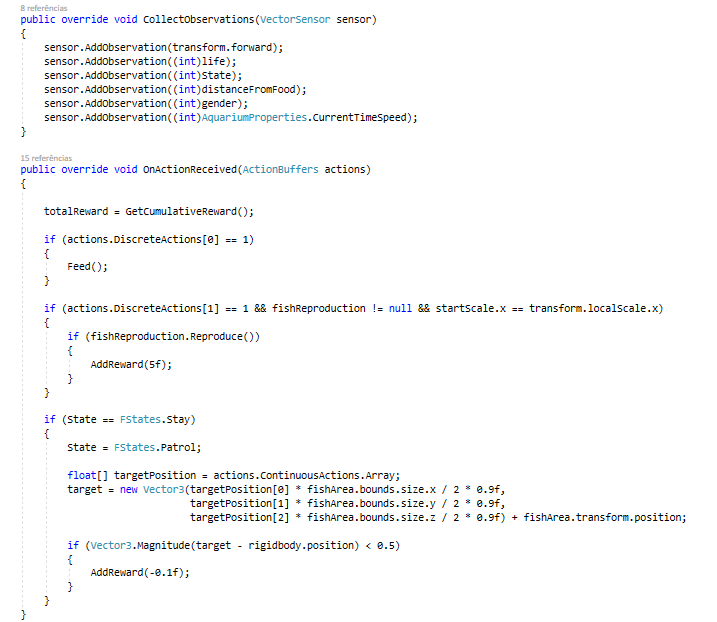 8 referências
public override void CollectObservations(VectorSensor sensor)
{
sensor.AddObservation(transform.forward);
sensor.AddObservation((int)life);
sensor.AddObservation((int)State);
sensor.AddObservation((int)distanceFromFood);
sensor.AddObservation((int)gender);
sensor.AddObservation((int)AquariumProperties.CurrentTimeSpeed);
}
15 referências
public override void OnActionReceived(ActionBuffers actions)
{
totalReward = GetCumulativeReward();
if (actions.DiscreteActions[0] == 1)
{
Feed();
}
if (actions.DiscreteActions[1] == 1 && fishReproduction != null && startScale.x == transform.localScale.x)
{
if (fishReproduction.Reproduce())
{
AddReward(5f);
}
}
if (State == FStates.Stay)
{
State = FStates.Patrol;
float[] targetPosition = actions.ContinuousActions.Array;
target = new Vector3(targetPosition[0] * fishArea.bounds.size.x / 2 * 0.9f,
targetPosition[1] * fishArea.bounds.size.y / 2 * 0.9f,
targetPosition[2] * fishArea.bounds.size.z / 2 * 0.9f) + fishArea.transform.position;
if (Vector3.Magnitude(target - rigidbody.position) < 0.5)
{
AddReward(-0.1f);
}
}
}